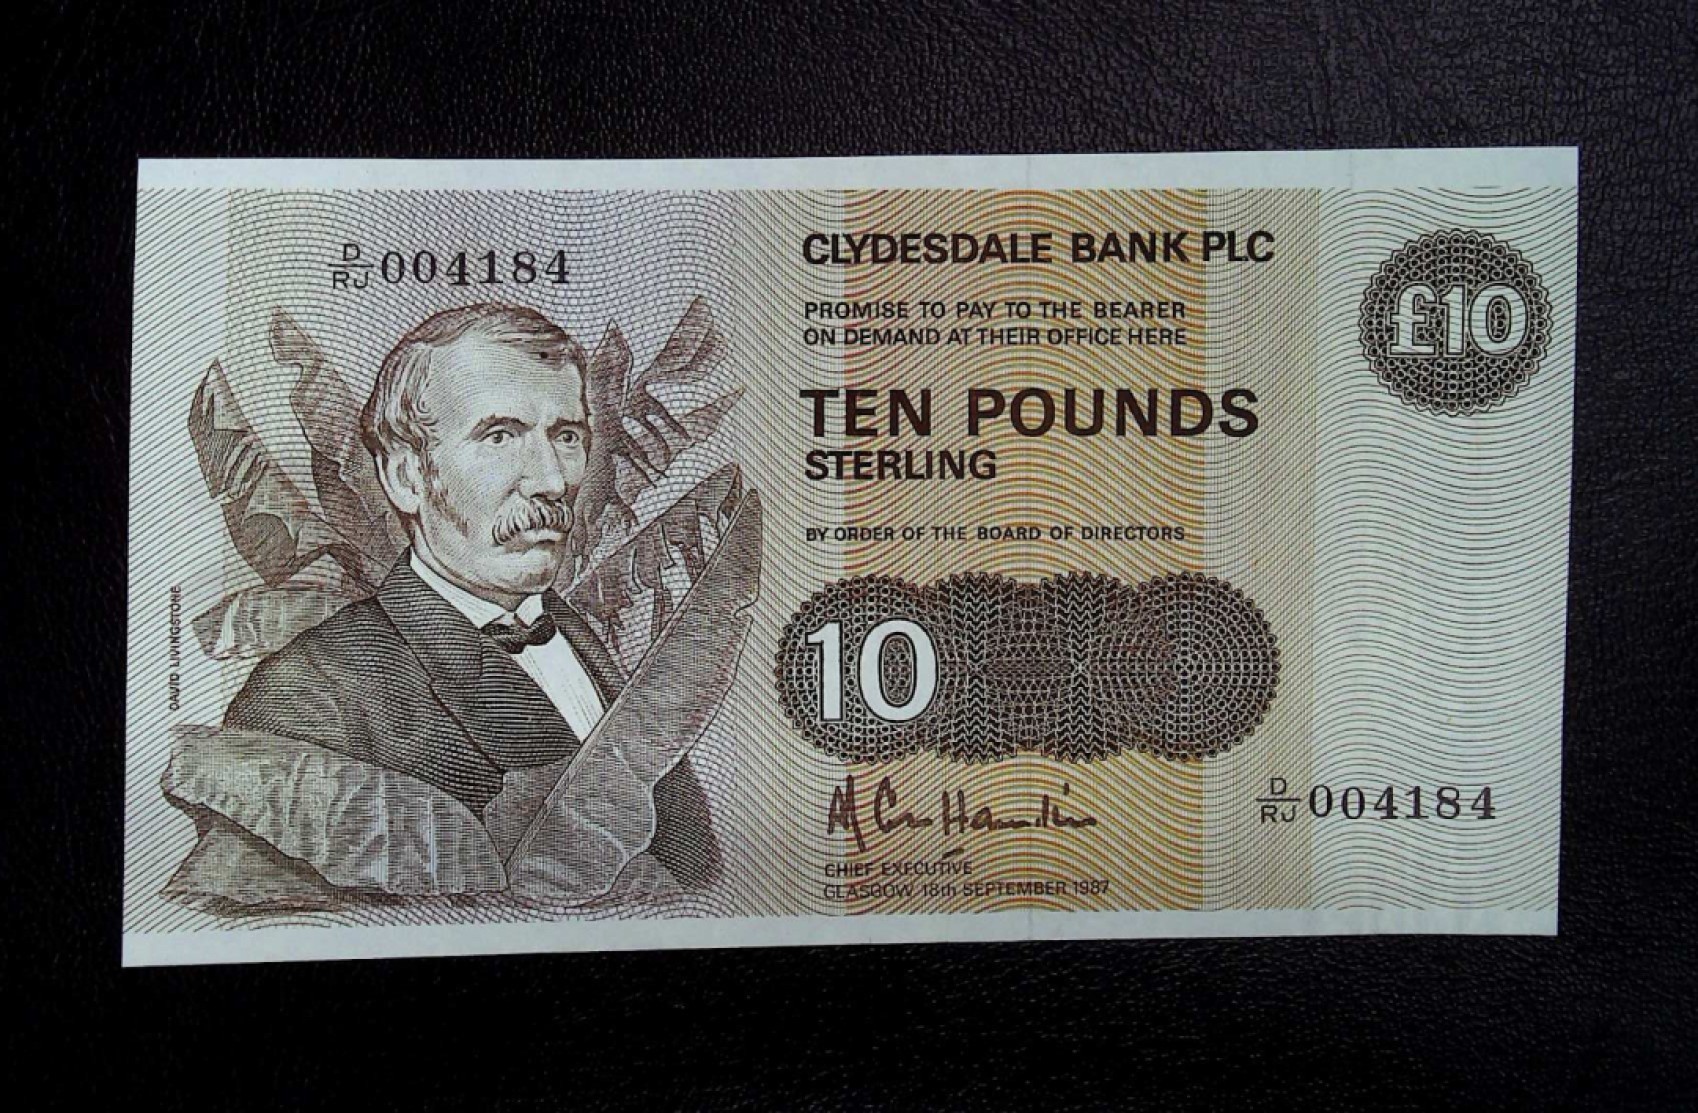 D/RJ 004184
CLYDESDALE BANK PLC
£10
PROMISE TO PAY TO THE BEARER
ON DEMAND AT THEIR OFFICE HERE
TEN POUNDS
STERLING
BY ORDER OF THE BOARD OF DIRECTORS
DAVID LIVINGSTONE
10
D/RJ 004184
CHIEF EXECUTIVE
GLASGOW 18th SEPTEMBER 1987